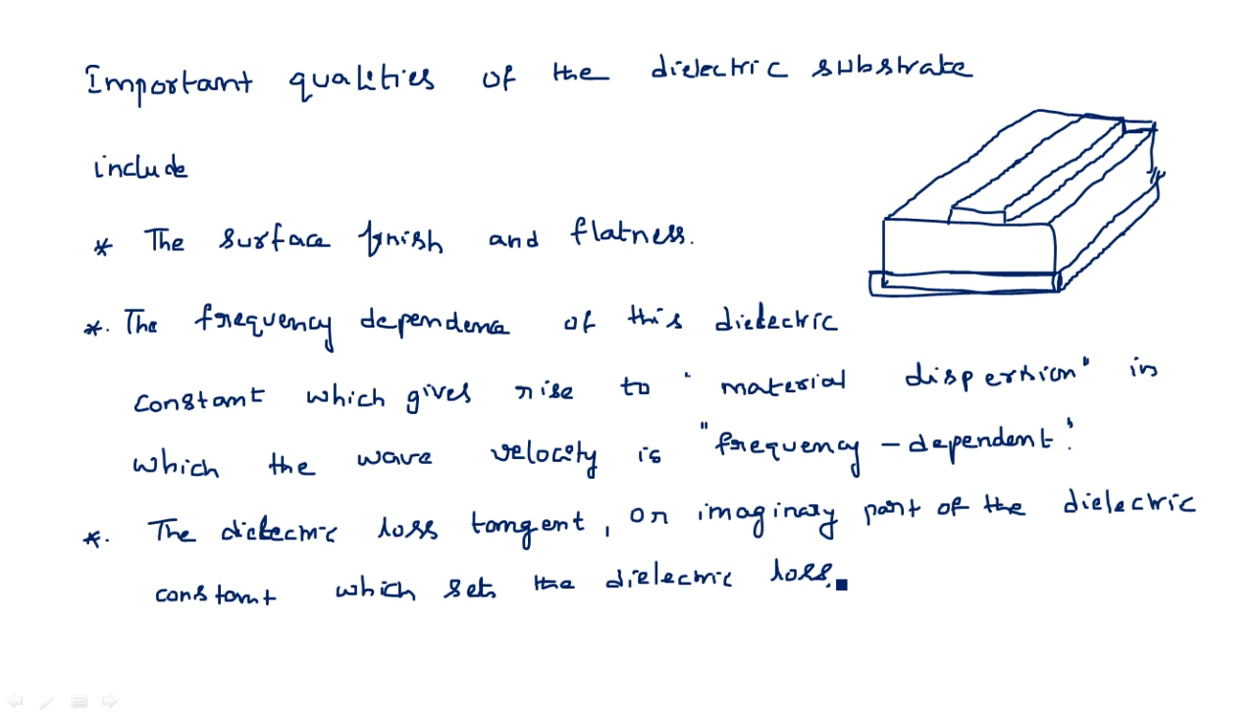 Important qualities of the dielectric substrate
include
* The surface finish and flatness.
*. The frequency dependence of this dielectric
constant which gives rise to "material dispersion" in
which the wave velocity is "frequency-dependent".
*. The dielectric loss tangent, or imaginary part of the dielectric
constant which sets the dielectric loss.